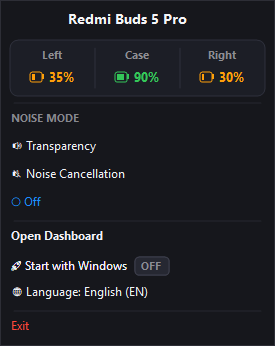 Redmi Buds 5 Pro
Left Case Right
35% 90% 30%
NOISE MODE
Transparency
Noise Cancellation
Off
Open Dashboard
Start with Windows OFF
Language: English (EN)
Exit